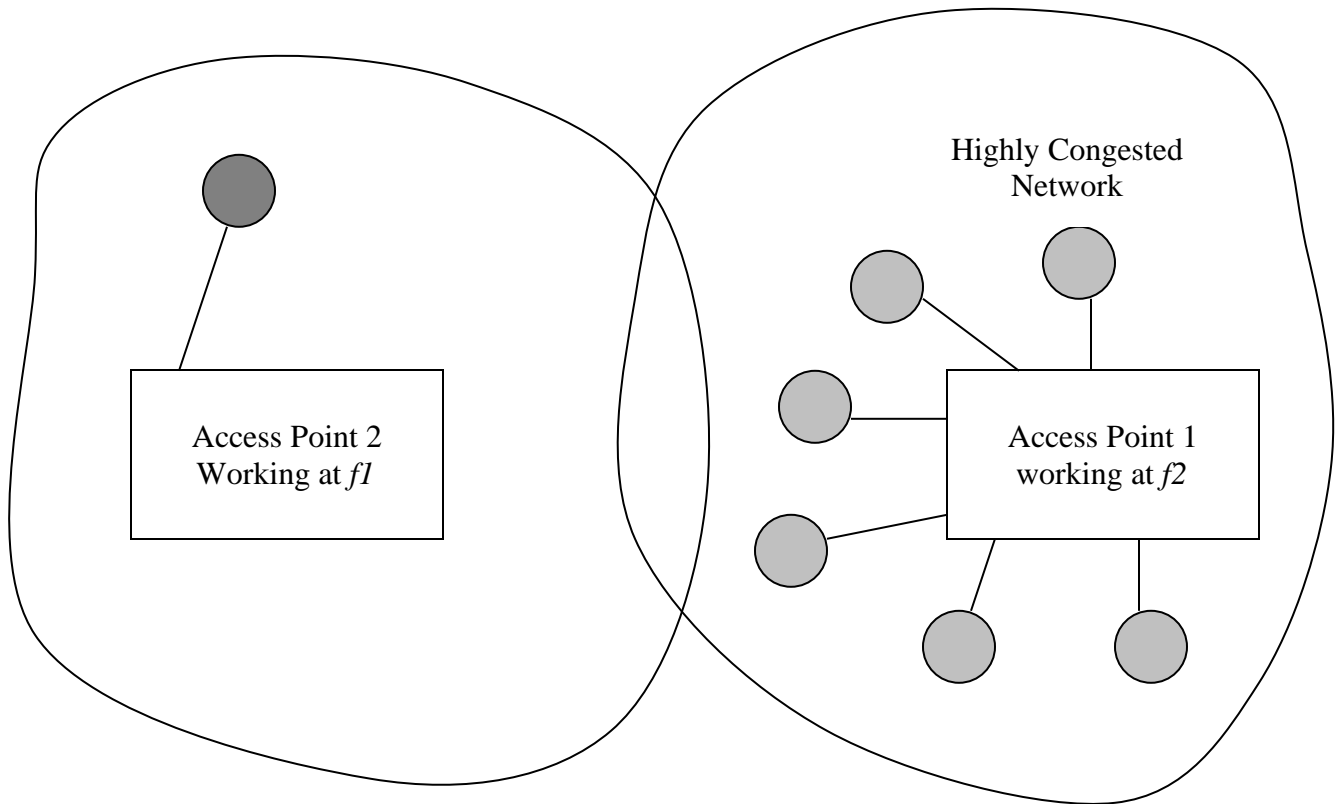 Highly Congested
Network
Access Point 2
Working at f1
Access Point 1
working at f2